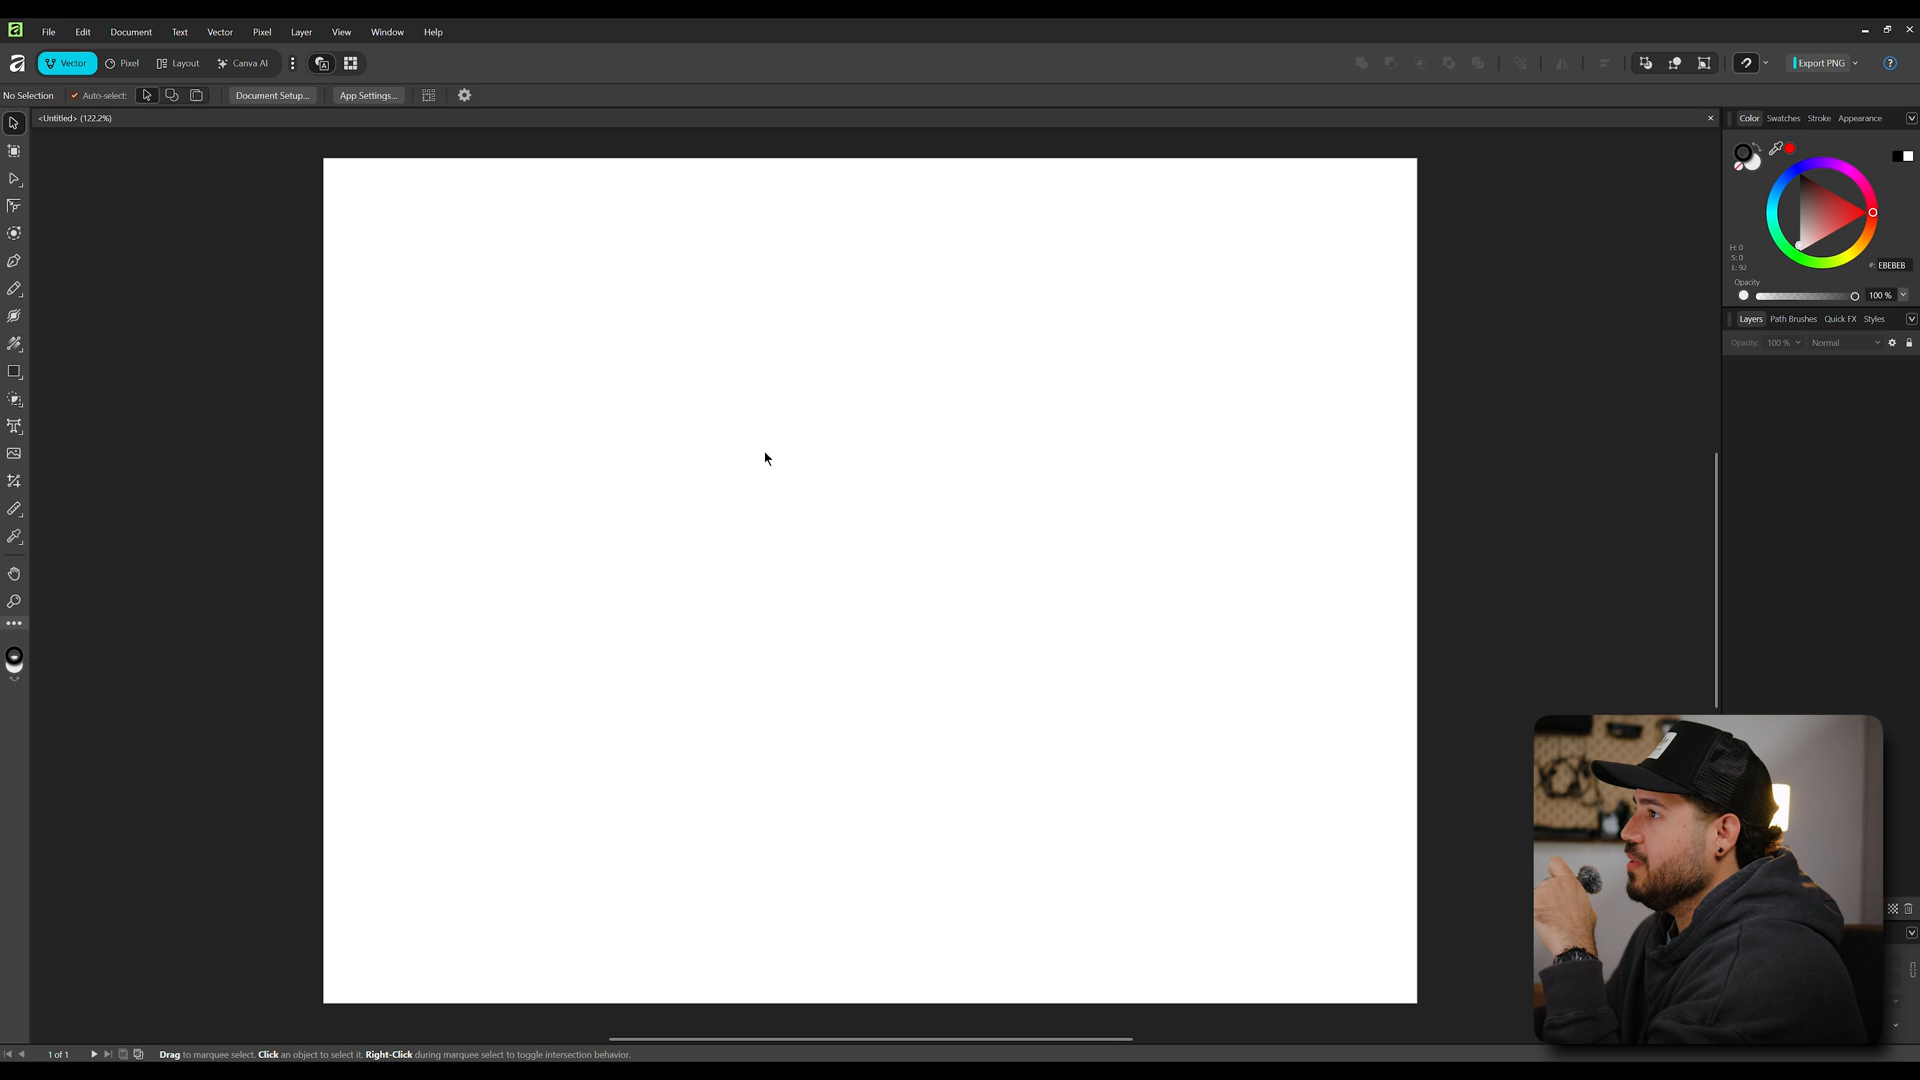 File Edit Document Text Vector Pixel Layer View Window Help
Vector Pixel Layout Canva AI Export PNG
No Selection Auto-select: Document Setup... App Settings...
<Untitled> (122.2%)
Color Swatches Stroke Appearance
H: 0
S: 0
L: 92
#: EBEBEB
Opacity
100 %
Layers Path Brushes Quick FX Styles
Opacity: 100 % Normal
1 of 1 Drag to marquee select. Click an object to select it. Right-Click during marquee select to toggle intersection behavior.